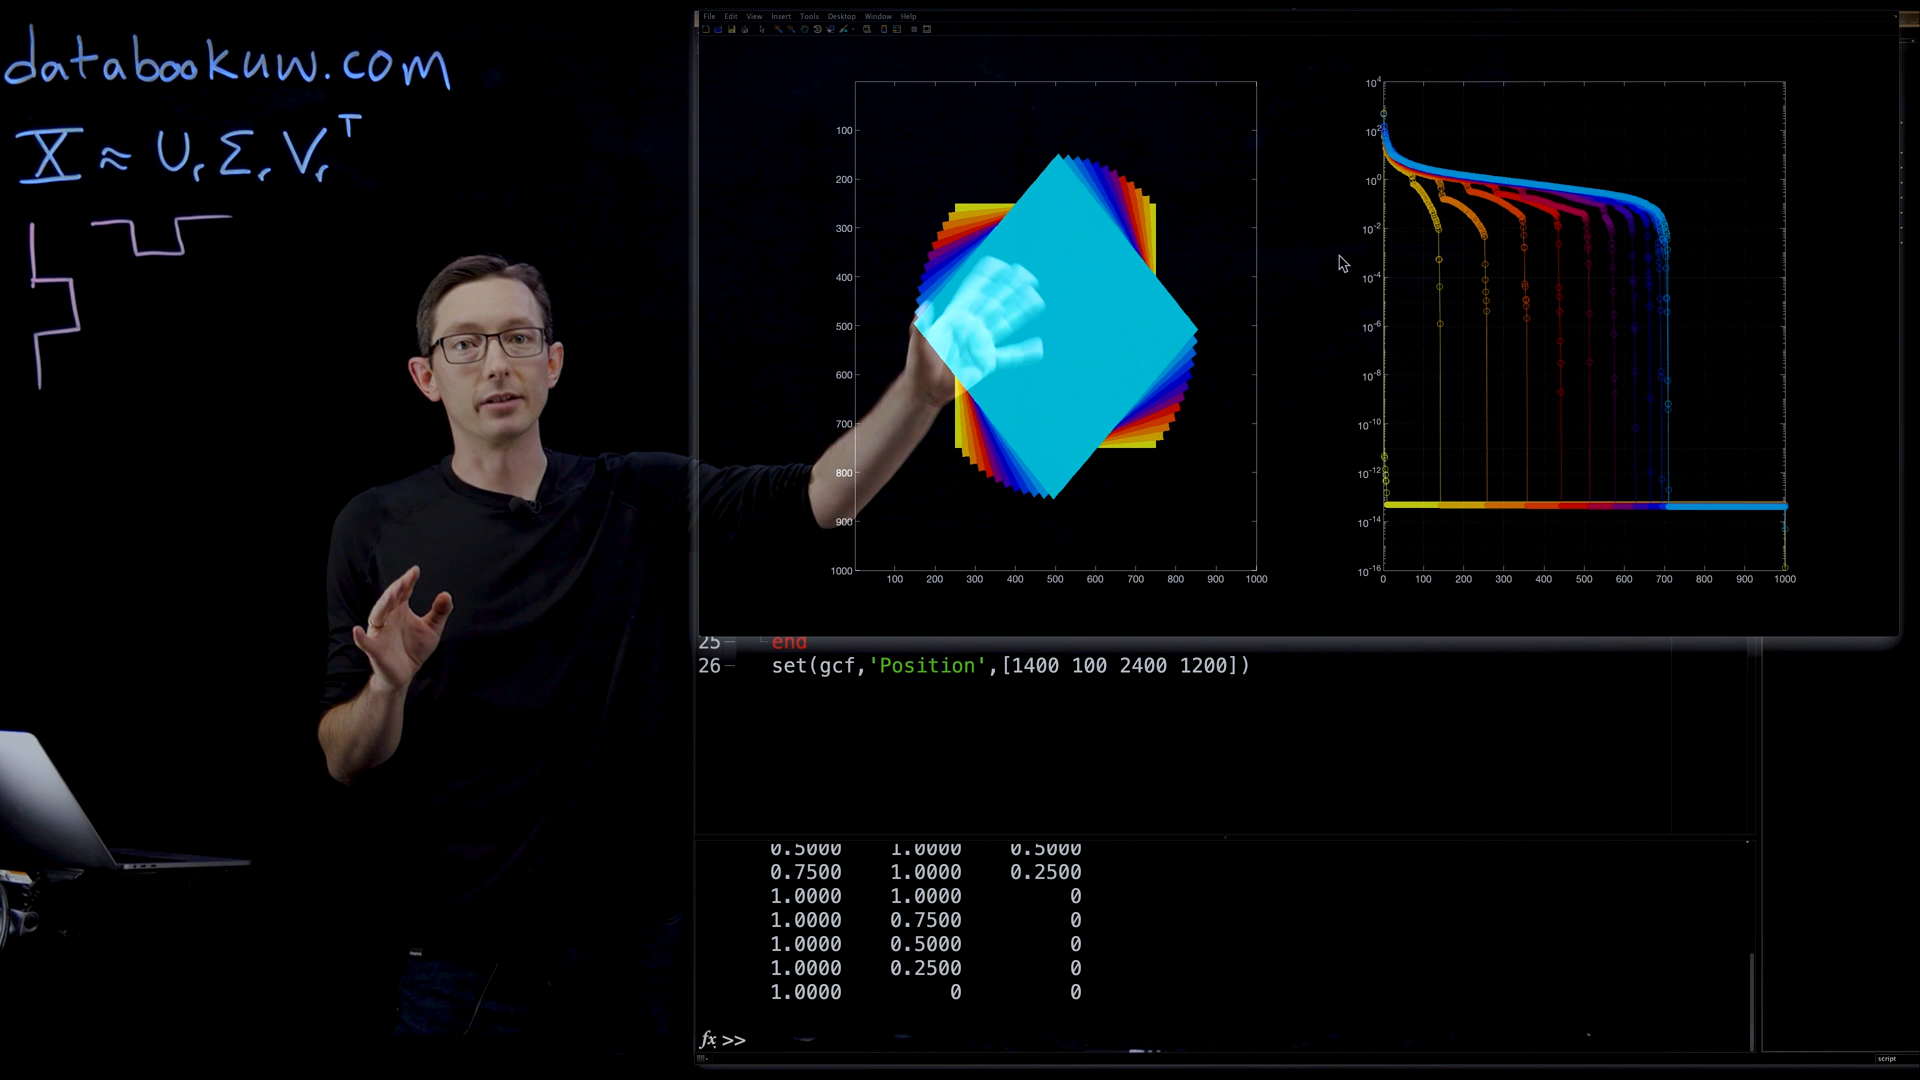 databookuw.com
X ≈ UᵣΣᵣVᵣᵀ
File Edit View Insert Tools Desktop Window Help
100
200
300
400
500
600
700
800
900
1000
100 200 300 400 500 600 700 800 900 1000
10^4
10^2
10^0
10^-2
10^-4
10^-6
10^-8
10^-10
10^-12
10^-14
10^-16
0 100 200 300 400 500 600 700 800 900 1000
25 end
26 set(gcf,'Position',[1400 100 2400 1200])
0.5000 1.0000 0.5000
0.7500 1.0000 0.2500
1.0000 1.0000 0
1.0000 0.7500 0
1.0000 0.5000 0
1.0000 0.2500 0
1.0000 0 0
fx >>
script